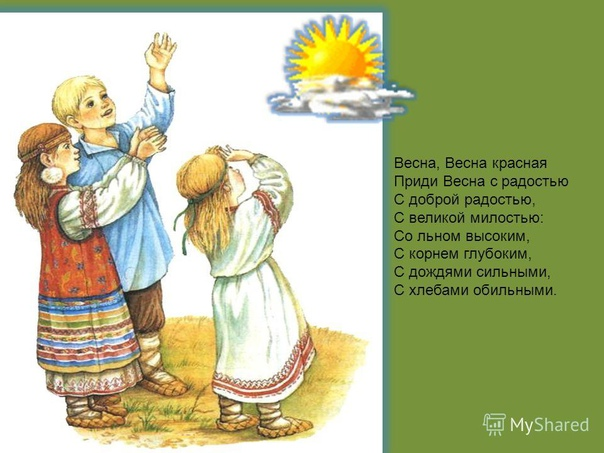 Весна, Весна красная
Приди Весна с радостью
С доброй радостью,
С великой милостью:
Со льном высоким,
С корнем глубоким,
С дождями сильными,
С хлебами обильными.
MyShared